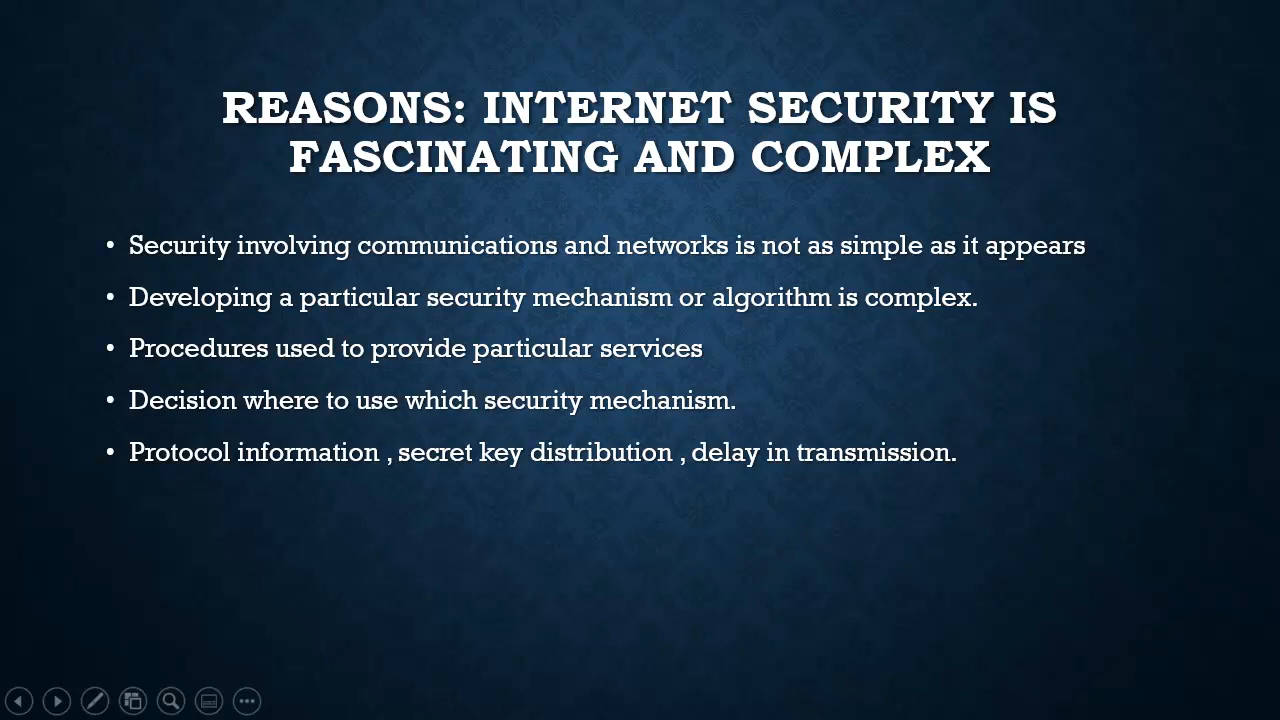 REASONS: INTERNET SECURITY IS
FASCINATING AND COMPLEX
• Security involving communications and networks is not as simple as it appears
• Developing a particular security mechanism or algorithm is complex.
• Procedures used to provide particular services
• Decision where to use which security mechanism.
• Protocol information , secret key distribution , delay in transmission.